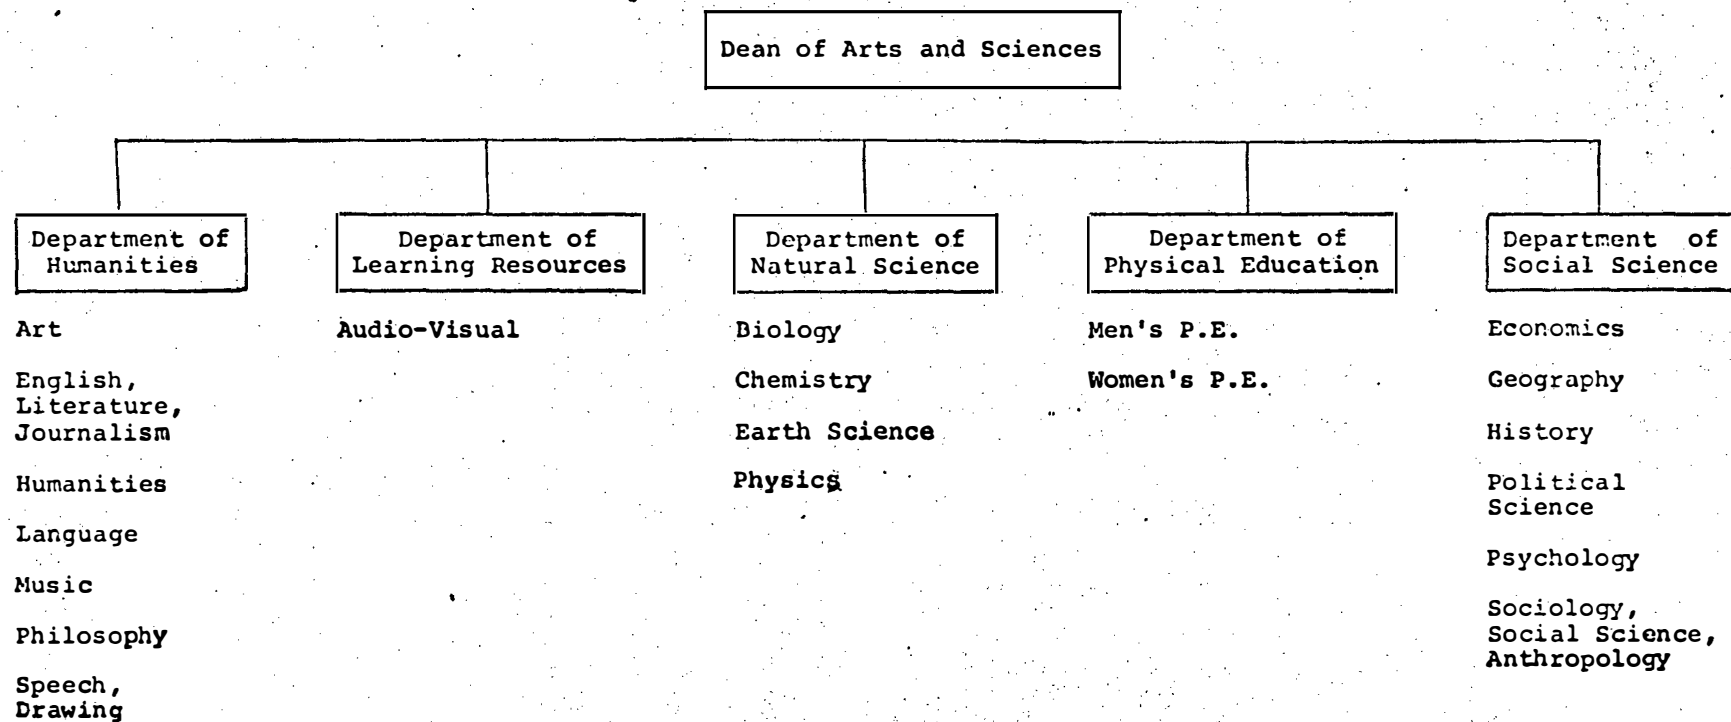 Dean of Arts and Sciences
Department of
Humanities
Art
English,
Literature,
Journalism
Humanities
Language
Music
Philosophy
Speech,
Drawing
Department of
Learning Resources
Audio-Visual
Department of
Natural Science
Biology
Chemistry
Earth Science
Physics
Department of
Physical Education
Men's P.E.
Women's P.E.
Department of
Social Science
Economics
Geography
History
Political
Science
Psychology
Sociology,
Social Science,
Anthropology